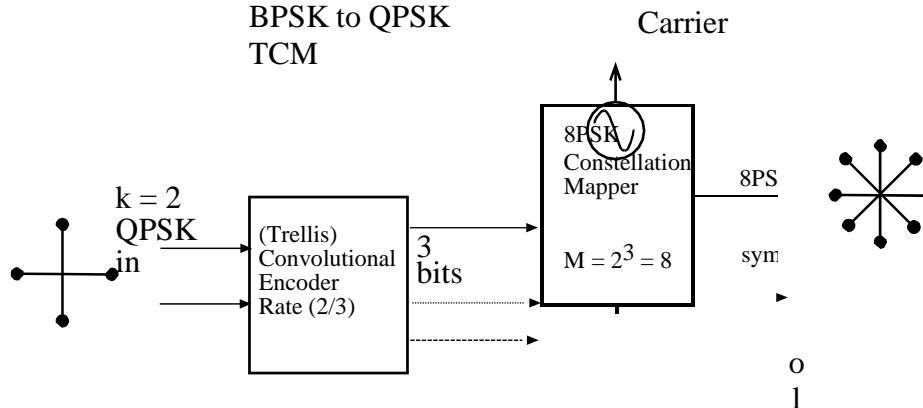 BPSK to QPSK
TCM
Carrier
k = 2
QPSK
in
(Trellis)
Convolutional
Encoder
Rate (2/3)
3
bits
8PSK
Constellation
Mapper
M = 2³ = 8
8PS
sym
o
l